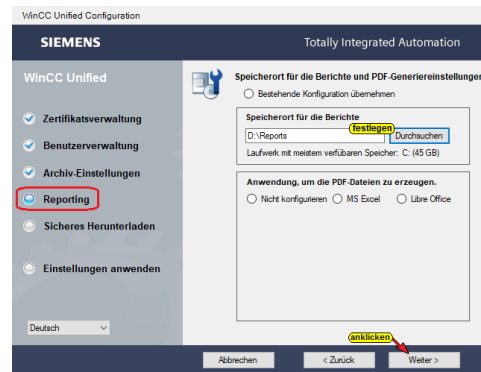 WinCC Unified Configuration
SIEMENS
Totally Integrated Automation
WinCC Unified
Zertifikatsverwaltung
Benutzerverwaltung
Archiv-Einstellungen
Reporting
Sicheres Herunterladen
Einstellungen anwenden
Deutsch
Speicherort für die Berichte und PDF-Generiereinstellunge
Bestehende Konfiguration übernehmen
Speicherort für die Berichte
festlegen
D:\Reports
Durchsuchen
Laufwerk mit meistem verfübaren Speicher: C: (45 GB)
Anwendung, um die PDF-Dateien zu erzeugen.
Nicht konfigurieren MS Excel Libre Office
anklicken
Abbrechen < Zurück Weiter >